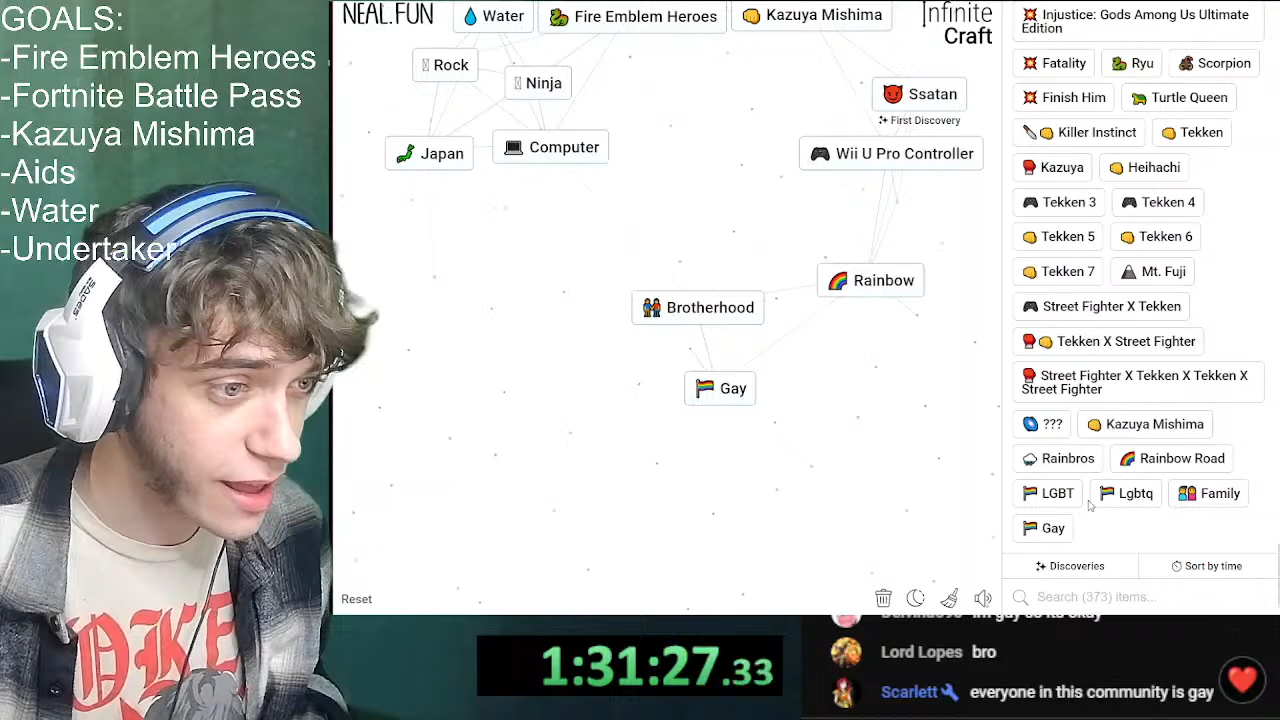 GOALS:
-Fire Emblem Heroes
-Fortnite Battle Pass
-Kazuya Mishima
-Aids
-Water
-Undertaker
NEAL.FUN
Infinite
Craft
Water
Fire Emblem Heroes
Kazuya Mishima
Rock
Ninja
Ssatan
First Discovery
Japan
Computer
Wii U Pro Controller
Rainbow
Brotherhood
Gay
Reset
Injustice: Gods Among Us Ultimate
Edition
Fatality
Ryu
Scorpion
Finish Him
Turtle Queen
Killer Instinct
Tekken
Kazuya
Heihachi
Tekken 3
Tekken 4
Tekken 5
Tekken 6
Tekken 7
Mt. Fuji
Street Fighter X Tekken
Tekken X Street Fighter
Street Fighter X Tekken X Tekken X
Street Fighter
???
Kazuya Mishima
Rainbros
Rainbow Road
LGBT
Lgbtq
Family
Gay
Discoveries
Sort by time
Search (373) items...
1:31:27.33
Lord Lopes bro
Scarlett everyone in this community is gay